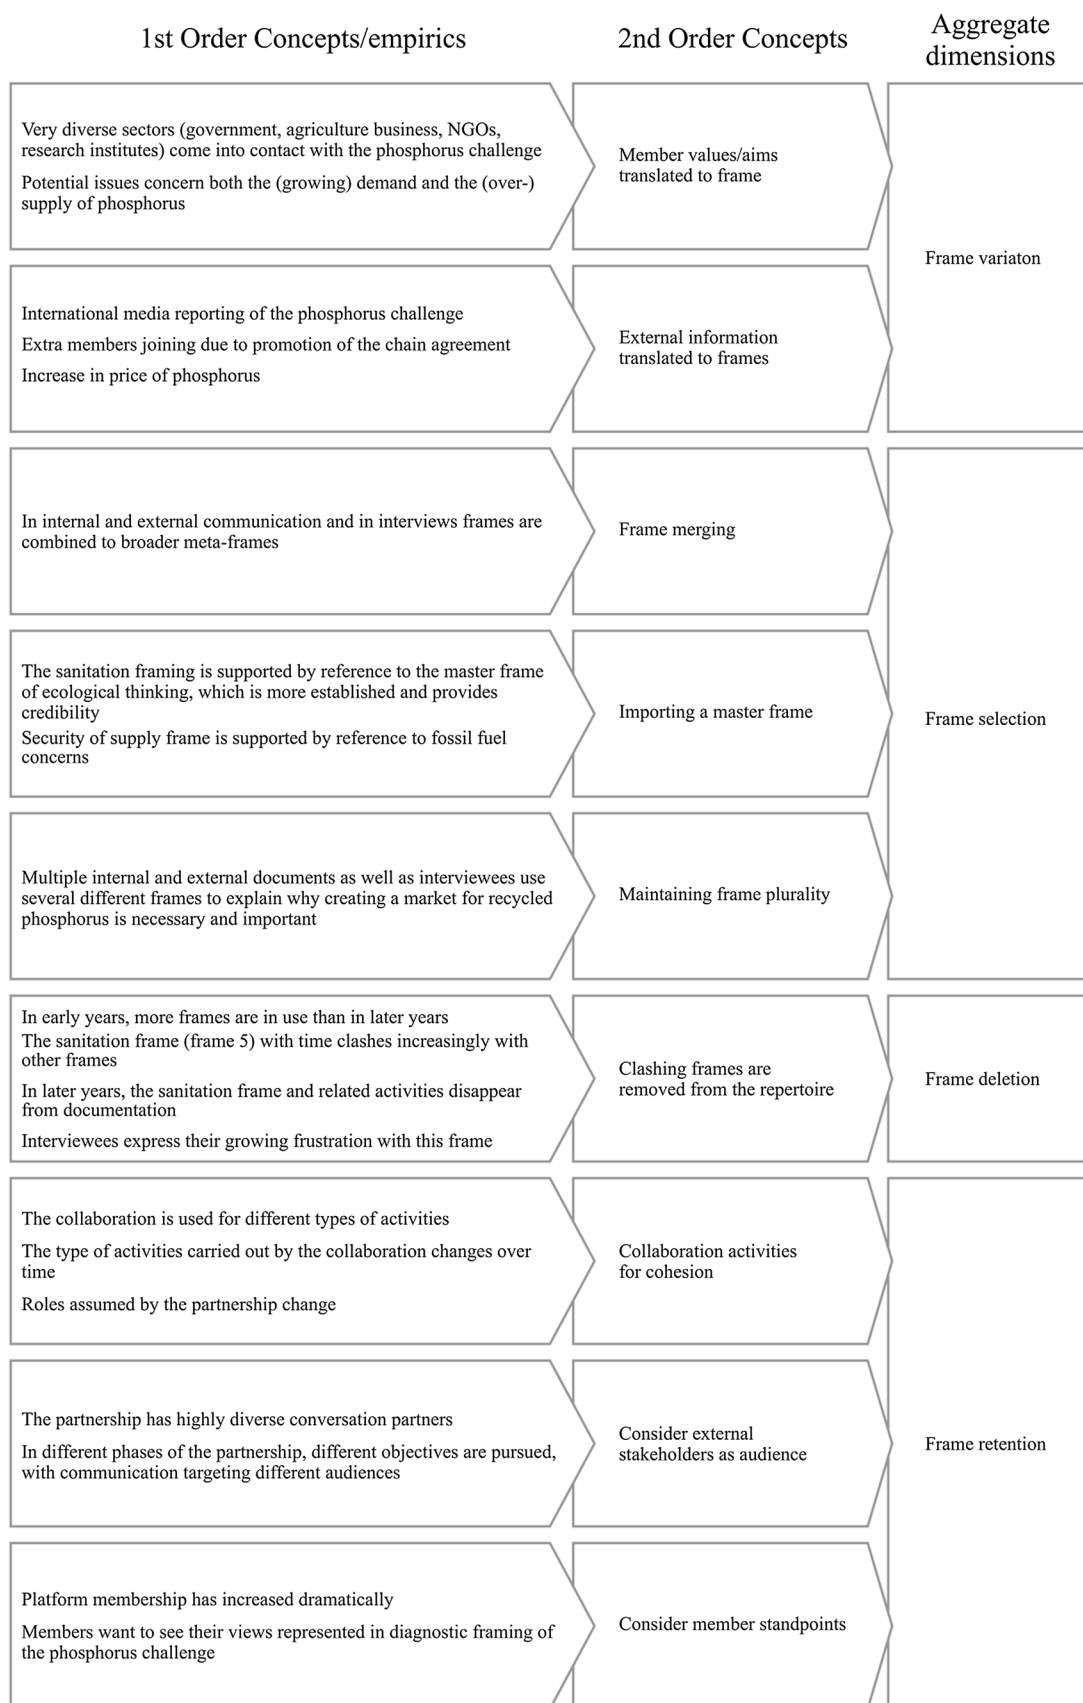 1st Order Concepts/empirics
2nd Order Concepts
Aggregate
dimensions
Very diverse sectors (government, agriculture business, NGOs,
research institutes) come into contact with the phosphorus challenge
Potential issues concern both the (growing) demand and the (over-)
supply of phosphorus
Member values/aims
translated to frame
Frame variaton
International media reporting of the phosphorus challenge
Extra members joining due to promotion of the chain agreement
Increase in price of phosphorus
External information
translated to frames
In internal and external communication and in interviews frames are
combined to broader meta-frames
Frame merging
The sanitation framing is supported by reference to the master frame
of ecological thinking, which is more established and provides
credibility
Security of supply frame is supported by reference to fossil fuel
concerns
Importing a master frame
Frame selection
Multiple internal and external documents as well as interviewees use
several different frames to explain why creating a market for recycled
phosphorus is necessary and important
Maintaining frame plurality
In early years, more frames are in use than in later years
The sanitation frame (frame 5) with time clashes increasingly with
other frames
In later years, the sanitation frame and related activities disappear
from documentation
Interviewees express their growing frustration with this frame
Clashing frames are
removed from the repertoire
Frame deletion
The collaboration is used for different types of activities
The type of activities carried out by the collaboration changes over
time
Roles assumed by the partnership change
Collaboration activities
for cohesion
The partnership has highly diverse conversation partners
In different phases of the partnership, different objectives are pursued,
with communication targeting different audiences
Consider external
stakeholders as audience
Frame retention
Platform membership has increased dramatically
Members want to see their views represented in diagnostic framing of
the phosphorus challenge
Consider member standpoints